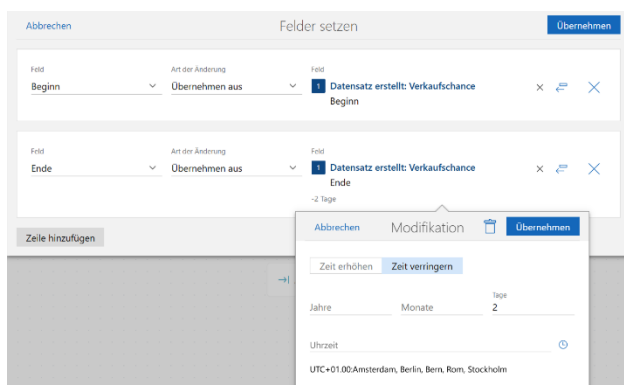 Abbrechen Felder setzen Übernehmen
Feld Art der Änderung Feld
Beginn Übernehmen aus 1 Datensatz erstellt: Verkaufschance
Beginn
Feld Art der Änderung Feld
Ende Übernehmen aus 1 Datensatz erstellt: Verkaufschance
Ende
-2 Tage
Zeile hinzufügen
Abbrechen Modifikation Übernehmen
Zeit erhöhen Zeit verringern
Tage
Jahre Monate 2
Uhrzeit
UTC+01.00:Amsterdam, Berlin, Bern, Rom, Stockholm